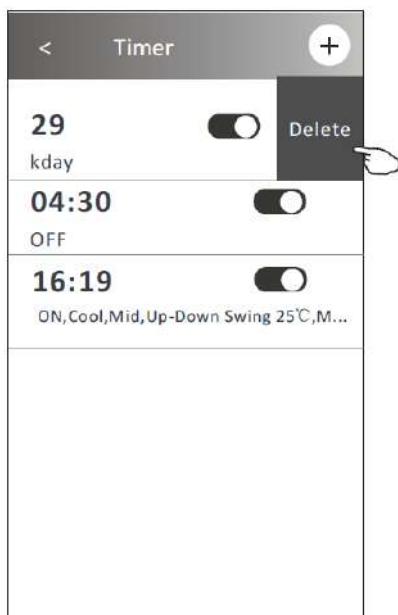 < Timer +
29
Delete
kday
04:30
OFF
16:19
ON,Cool,Mid,Up-Down Swing 25℃,M...